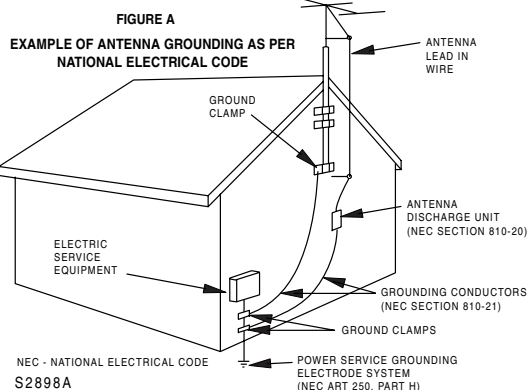 FIGURE A
EXAMPLE OF ANTENNA GROUNDING AS PER
NATIONAL ELECTRICAL CODE
ANTENNA
LEAD IN
WIRE
GROUND
CLAMP
ANTENNA
DISCHARGE UNIT
(NEC SECTION 810-20)
ELECTRIC
SERVICE
EQUIPMENT
GROUNDING CONDUCTORS
(NEC SECTION 810-21)
GROUND CLAMPS
NEC - NATIONAL ELECTRICAL CODE
S2898A
POWER SERVICE GROUNDING
ELECTRODE SYSTEM
(NEC ART 250, PART H)